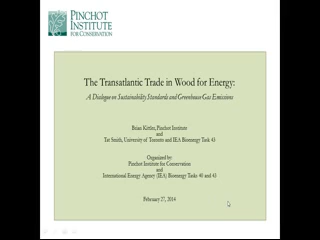 PINCHOT
INSTITUTE
FOR CONSERVATION
The Transatlantic Trade in Wood for Energy:
A Dialogue on Sustainability Standards and Greenhouse Gas Emissions
Brian Kittler, Pinchot Institute
and
Tat Smith, University of Toronto and IEA Bioenergy Task 43
Organized by:
Pinchot Institute for Conservation
and
International Energy Agency (IEA) Bioenergy Tasks 40 and 43
February 27, 2014